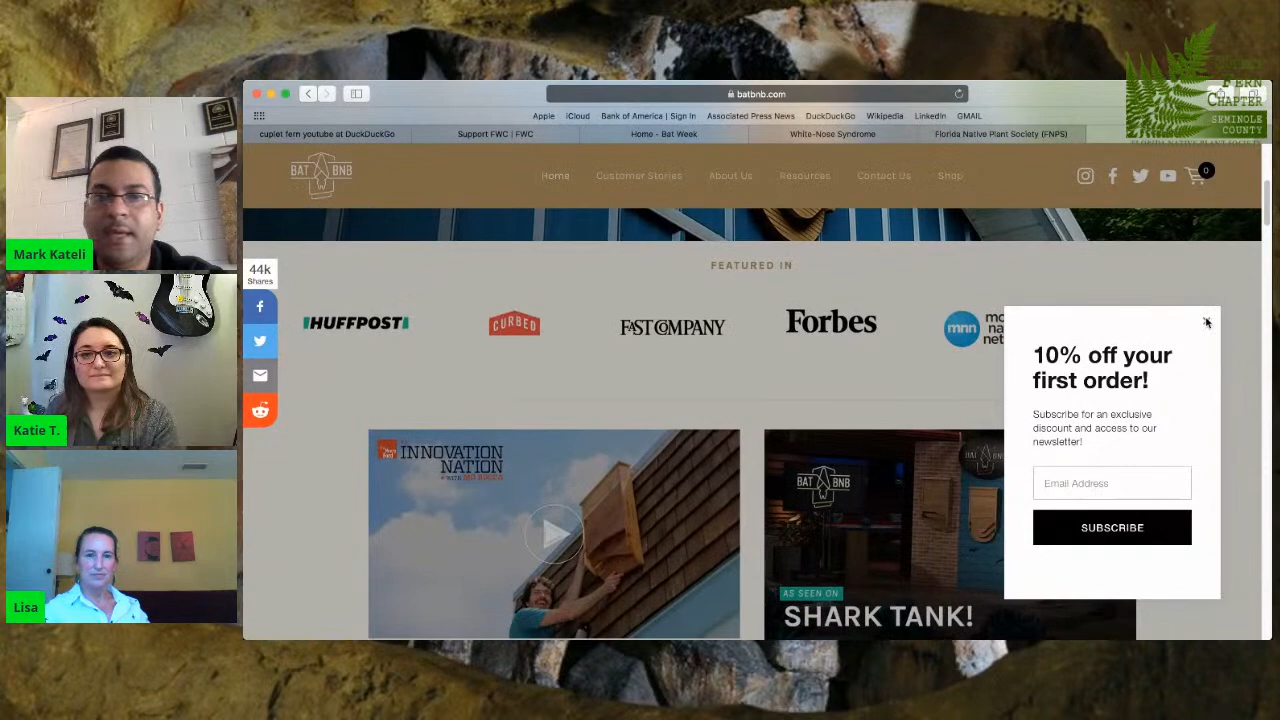 Mark Kateli
Katie T.
Lisa
batbnb.com
Apple iCloud Bank of America | Sign In Associated Press News DuckDuckGo Wikipedia LinkedIn GMAIL
cuplet fern youtube at DuckDuckGo Support FWC | FWC Home - Bat Week White-Nose Syndrome Florida Native Plant Society (FNPS)
FERN
CHAPTER
SEMINOLE
COUNTY
BAT BNB
Home Customer Stories About Us Resources Contact Us Shop
0
FEATURED IN
44k
Shares
HUFFPOST
CURBED
FAST COMPANY
Forbes
mnn
10% off your
first order!
Subscribe for an exclusive
discount and access to our
newsletter!
Email Address
SUBSCRIBE
INNOVATION
NATION
BAT BNB
BAT BNB
AS SEEN ON
SHARK TANK!